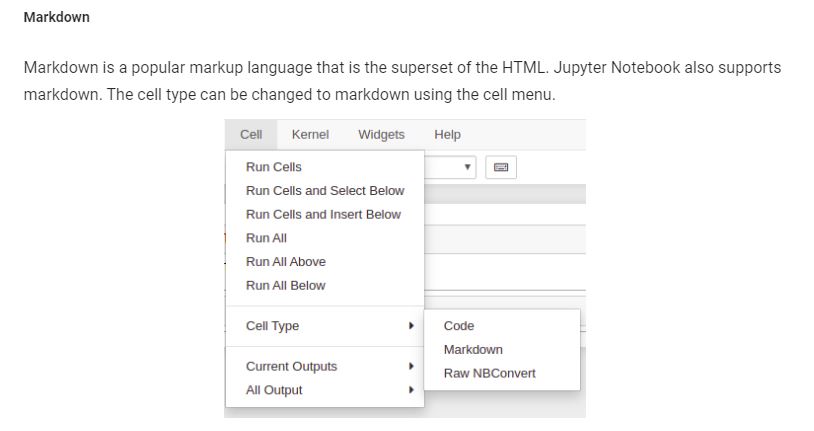 Markdown
Markdown is a popular markup language that is the superset of the HTML. Jupyter Notebook also supports
markdown. The cell type can be changed to markdown using the cell menu.
Cell Kernel Widgets Help
Run Cells
Run Cells and Select Below
Run Cells and Insert Below
Run All
Run All Above
Run All Below
Cell Type
Code
Markdown
Raw NBConvert
Current Outputs
All Output